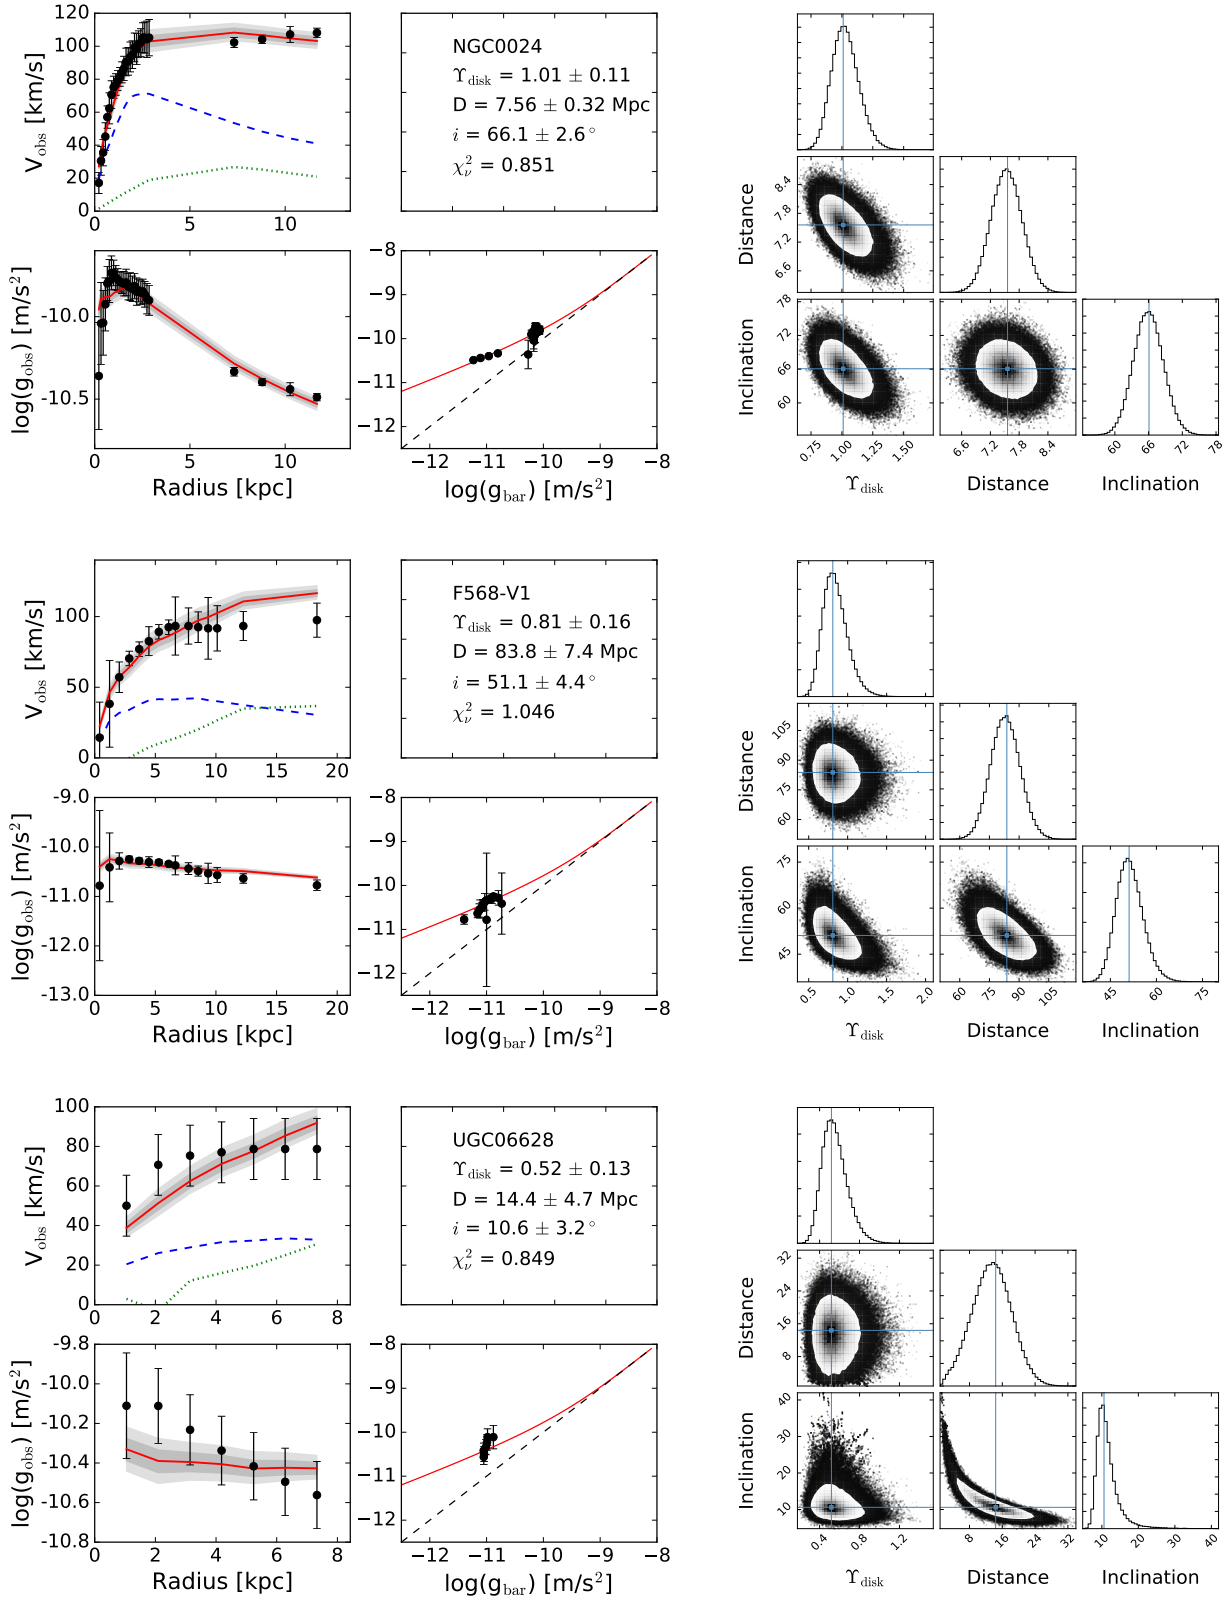 120
100
80
60
40
20
0
V_obs [km/s]
0 5 10
NGC0024
ϒ_disk = 1.01 ± 0.11
D = 7.56 ± 0.32 Mpc
i = 66.1 ± 2.6°
χ²_ν = 0.851
-10.0
-10.5
log(g_obs) [m/s²]
0 5 10
Radius [kpc]
−8
−9
−10
−11
−12
−12 −11 −10 −9 −8
log(g_bar) [m/s²]
8.4
7.8
7.2
6.6
Distance
78
72
66
60
Inclination
0.75 1.00 1.25 1.50
ϒ_disk
6.6 7.2 7.8 8.4
Distance
60 66 72 78
Inclination
100
50
0
V_obs [km/s]
0 5 10 15 20
F568-V1
ϒ_disk = 0.81 ± 0.16
D = 83.8 ± 7.4 Mpc
i = 51.1 ± 4.4°
χ²_ν = 1.046
-9.0
-10.0
-11.0
-12.0
-13.0
log(g_obs) [m/s²]
0 5 10 15 20
Radius [kpc]
−8
−9
−10
−11
−12
−12 −11 −10 −9 −8
log(g_bar) [m/s²]
105
90
75
60
Distance
75
60
45
Inclination
0.5 1.0 1.5 2.0
ϒ_disk
60 75 90 105
Distance
45 60 75
Inclination
100
80
60
40
20
0
V_obs [km/s]
0 2 4 6 8
UGC06628
ϒ_disk = 0.52 ± 0.13
D = 14.4 ± 4.7 Mpc
i = 10.6 ± 3.2°
χ²_ν = 0.849
-9.8
-10.0
-10.2
-10.4
-10.6
-10.8
log(g_obs) [m/s²]
0 2 4 6 8
Radius [kpc]
−8
−9
−10
−11
−12
−12 −11 −10 −9 −8
log(g_bar) [m/s²]
32
24
16
8
Distance
40
30
20
10
Inclination
0.4 0.8 1.2
ϒ_disk
8 16 24 32
Distance
10 20 30 40
Inclination